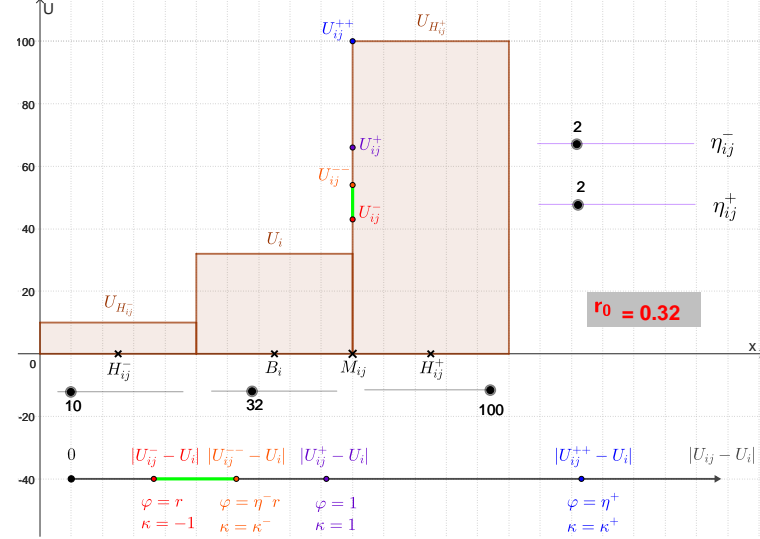 U
U_{ij}^{++}
U_{H_{ij}^{+}}
100
80
2
η_{ij}^{-}
U_{ij}^{+}
60
U_{ij}^{--}
2
η_{ij}^{+}
40
U_{ij}^{-}
U_i
U_{H_{ij}^{-}}
20
r_0 = 0.32
x
0
H_{ij}^{-} B_i M_{ij} H_{ij}^{+}
10 32 100
-20
0 |U_{ij}^{-} − U_i| |U_{ij}^{--} − U_i| |U_{ij}^{+} − U_i| |U_{ij}^{++} − U_i| |U_{ij} − U_i|
-40
φ = r φ = η^{-}r φ = 1 φ = η^{+}
κ = −1 κ = κ^{-} κ = 1 κ = κ^{+}